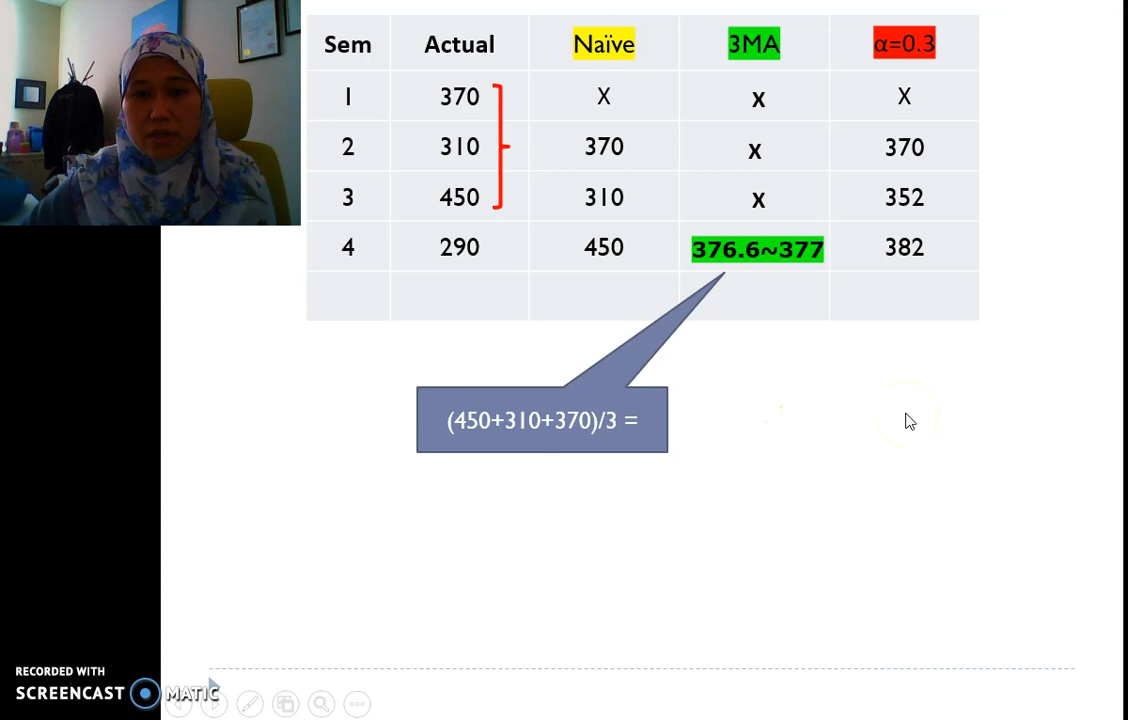 Sem Actual Naïve 3MA α=0.3
1 370 X x X
2 310 370 x 370
3 450 310 x 352
4 290 450 376.6~377 382
(450+310+370)/3 =
RECORDED WITH
SCREENCAST MATIC